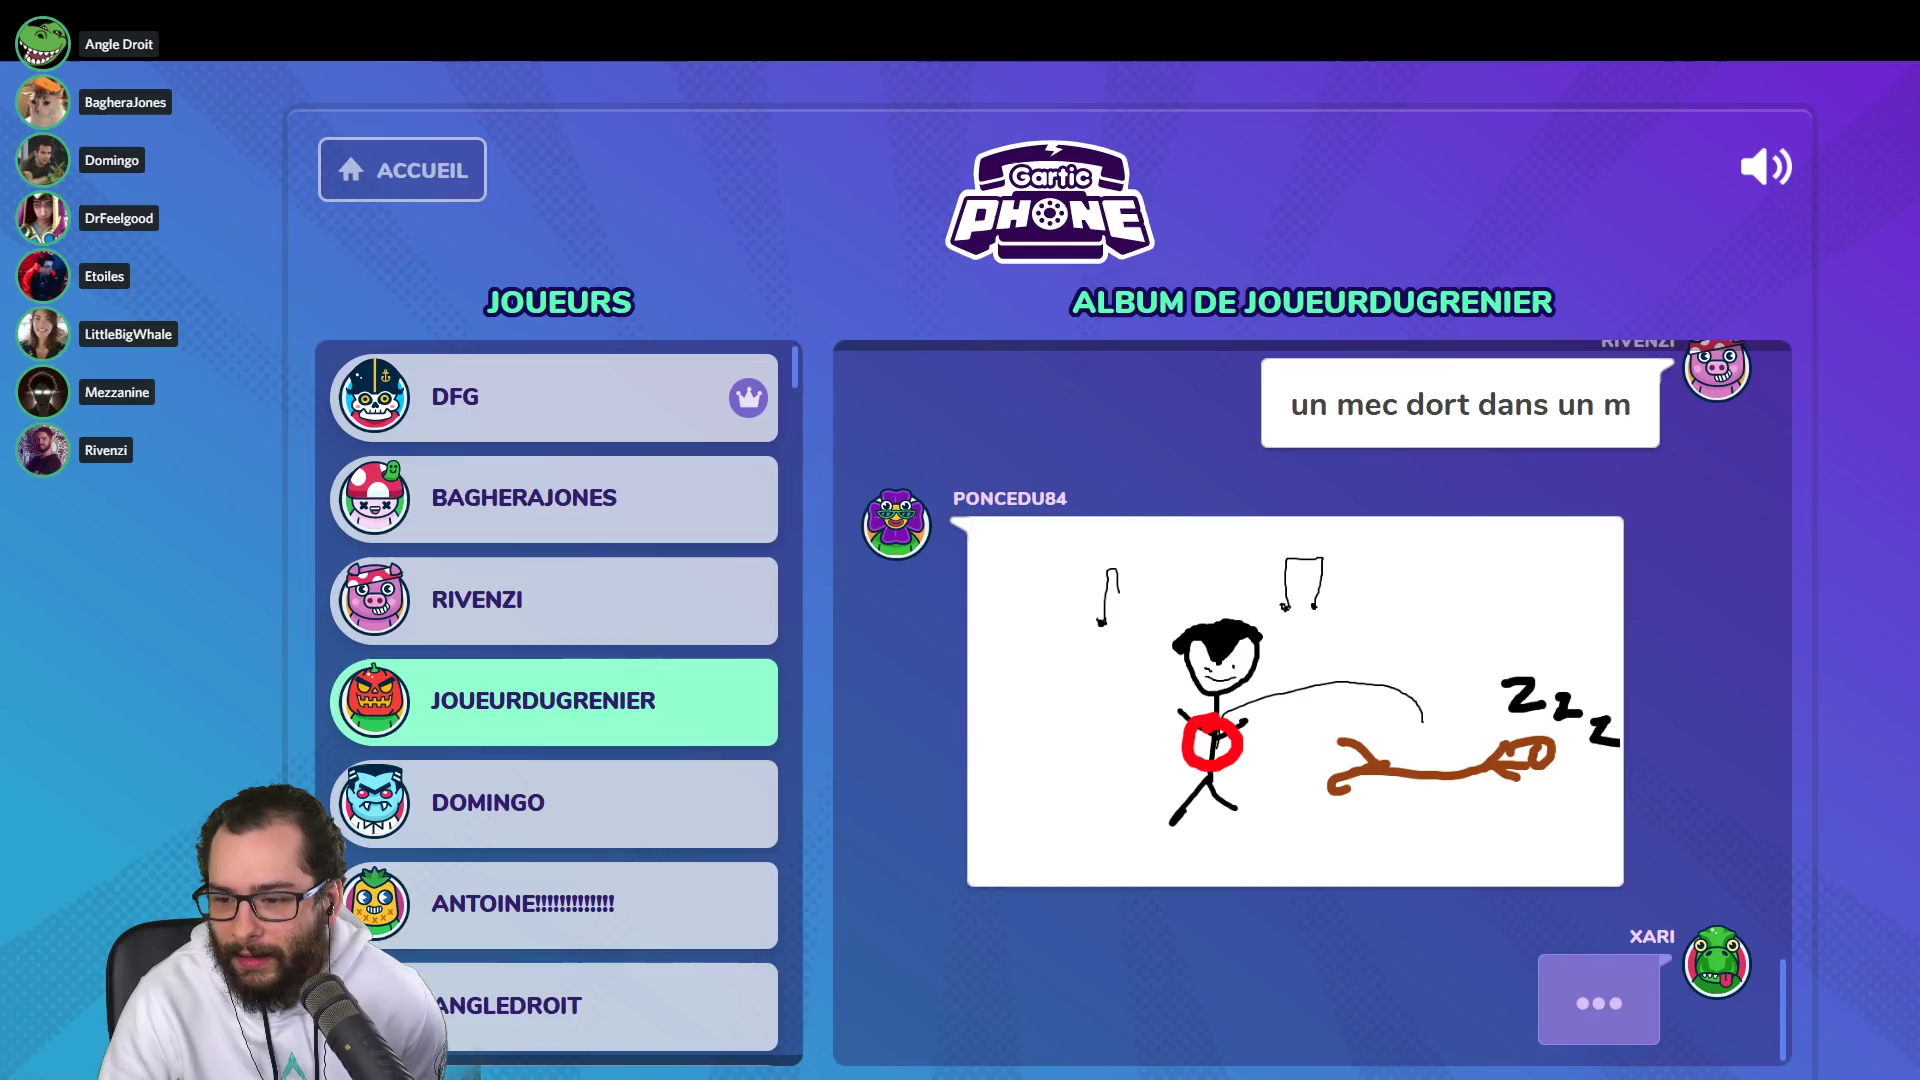 Angle Droit
BagheraJones
Domingo
DrFeelgood
Etoiles
LittleBigWhale
Mezzanine
Rivenzi
ACCUEIL
Gartic
PHONE
JOUEURS
DFG
BAGHERAJONES
RIVENZI
JOUEURDUGRENIER
DOMINGO
ANTOINE!!!!!!!!!!!!!
ANGLEDROIT
ALBUM DE JOUEURDUGRENIER
RIVENZI
un mec dort dans un m
PONCEDU84
z z z
XARI